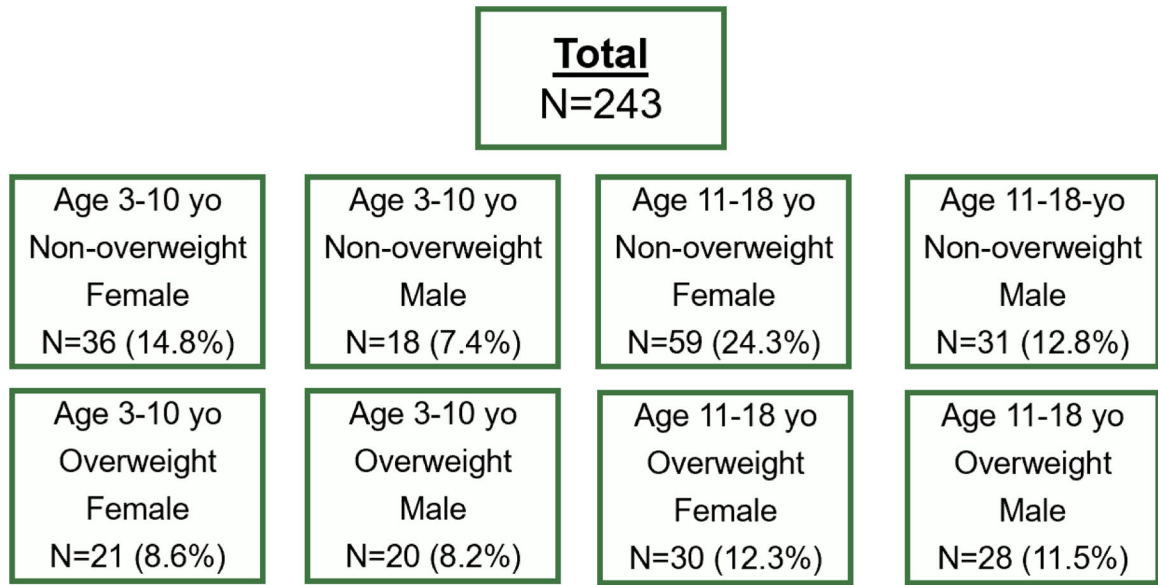 Total
N=243
Age 3-10 yo
Non-overweight
Female
N=36 (14.8%)
Age 3-10 yo
Non-overweight
Male
N=18 (7.4%)
Age 11-18 yo
Non-overweight
Female
N=59 (24.3%)
Age 11-18-yo
Non-overweight
Male
N=31 (12.8%)
Age 3-10 yo
Overweight
Female
N=21 (8.6%)
Age 3-10 yo
Overweight
Male
N=20 (8.2%)
Age 11-18 yo
Overweight
Female
N=30 (12.3%)
Age 11-18 yo
Overweight
Male
N=28 (11.5%)